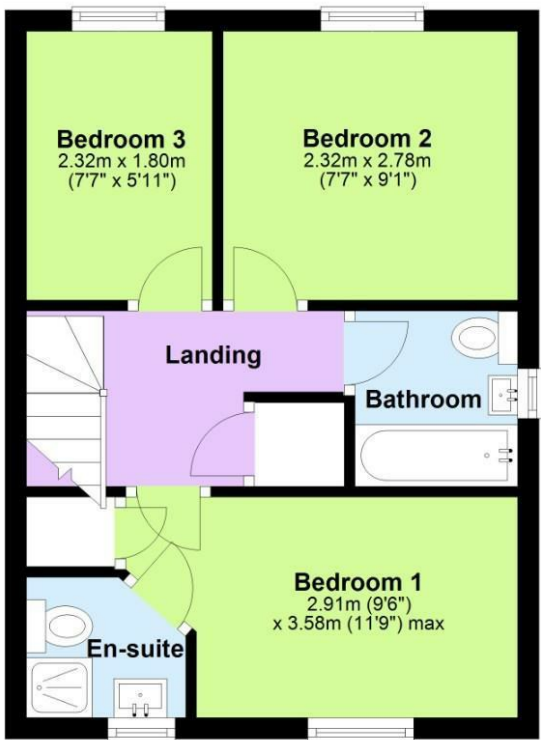 Bedroom 3
2.32m x 1.80m
(7'7" x 5'11")
Bedroom 2
2.32m x 2.78m
(7'7" x 9'1")
Landing
Bathroom
Bedroom 1
2.91m (9'6")
x 3.58m (11'9") max
En-suite